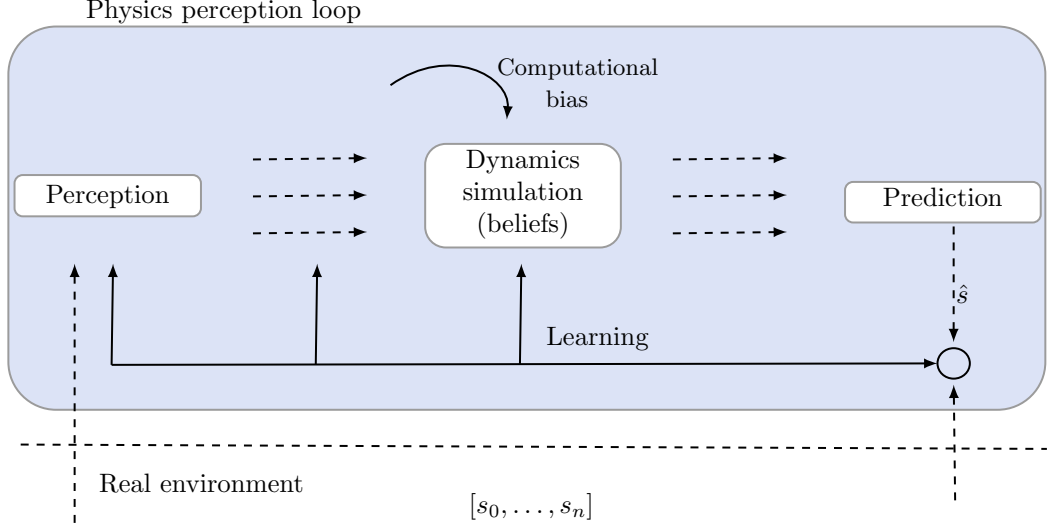 Physics perception loop
Computational
bias
Perception
Dynamics
simulation
(beliefs)
Prediction
ŝ
Learning
Real environment
[s₀, . . . , sₙ]